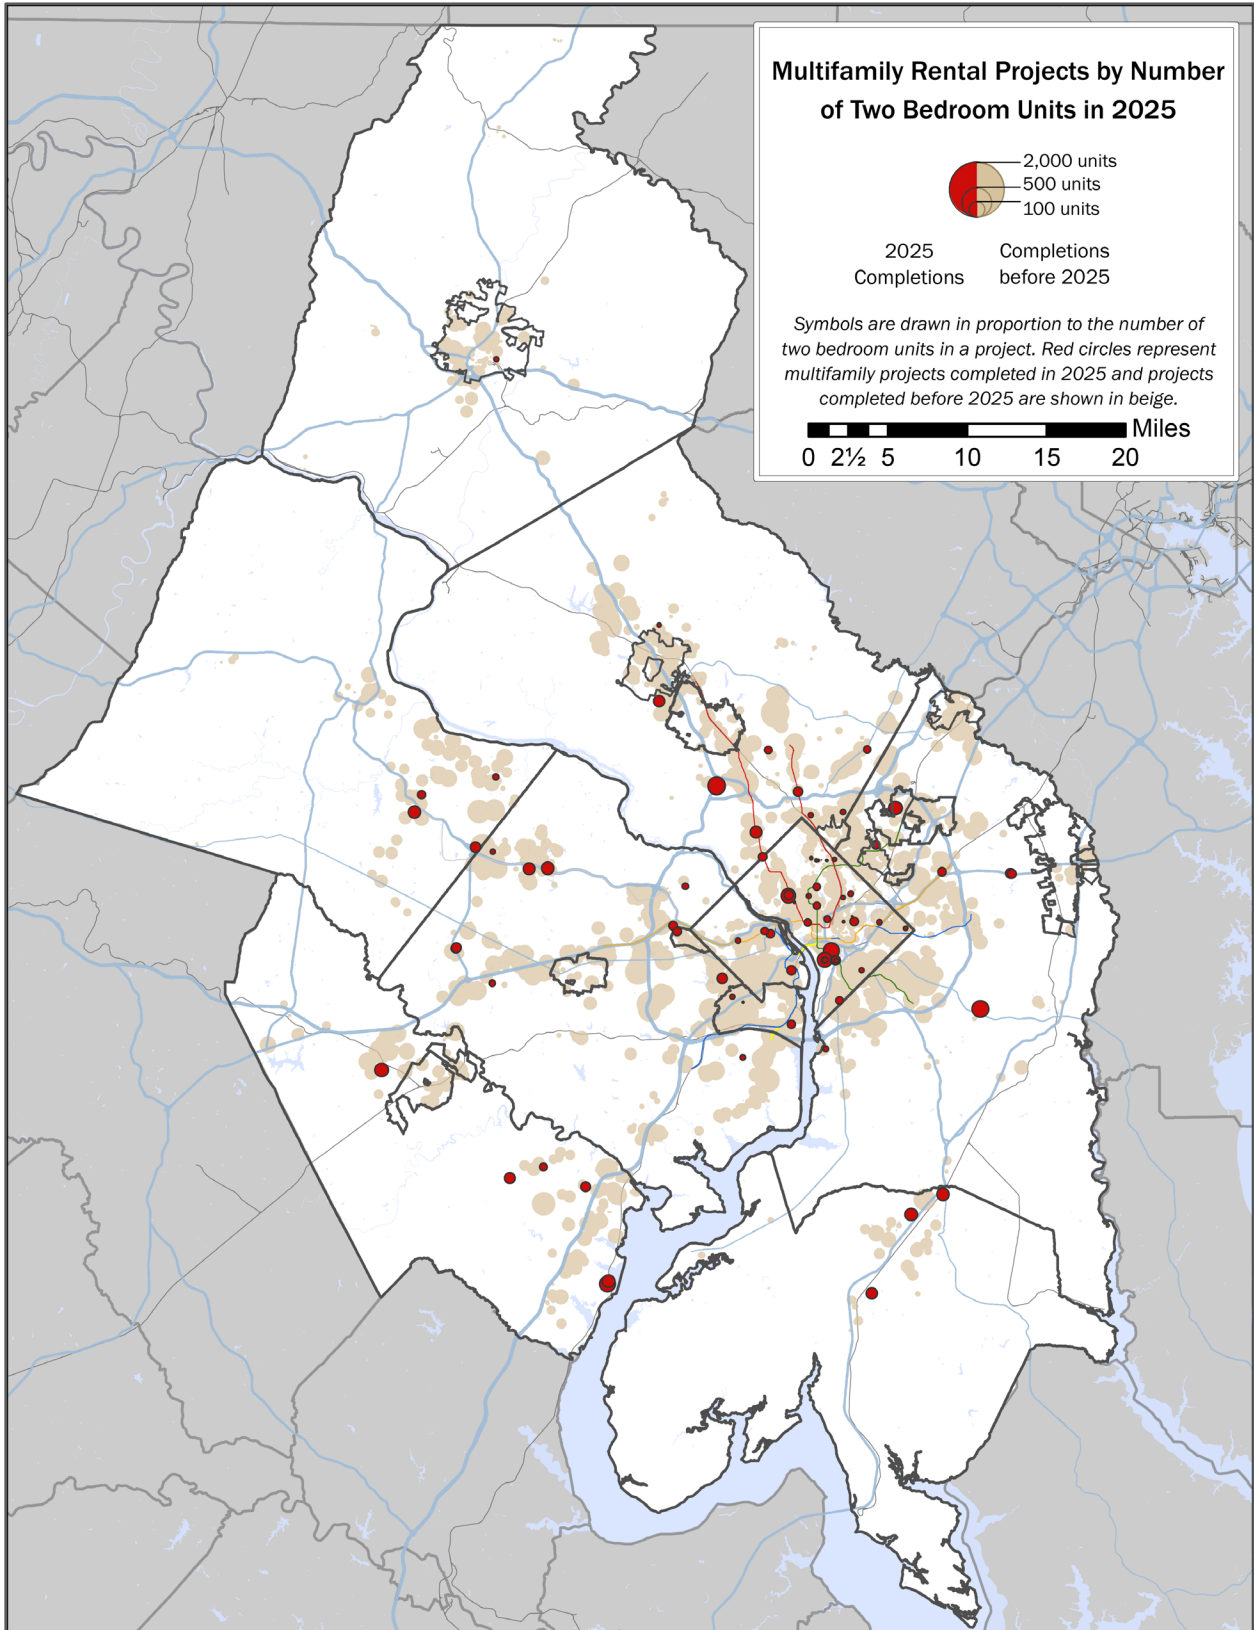 Multifamily Rental Projects by Number
of Two Bedroom Units in 2025
2,000 units
500 units
100 units
2025
Completions
Completions
before 2025
Symbols are drawn in proportion to the number of
two bedroom units in a project. Red circles represent
multifamily projects completed in 2025 and projects
completed before 2025 are shown in beige.
Miles
0 2½ 5 10 15 20